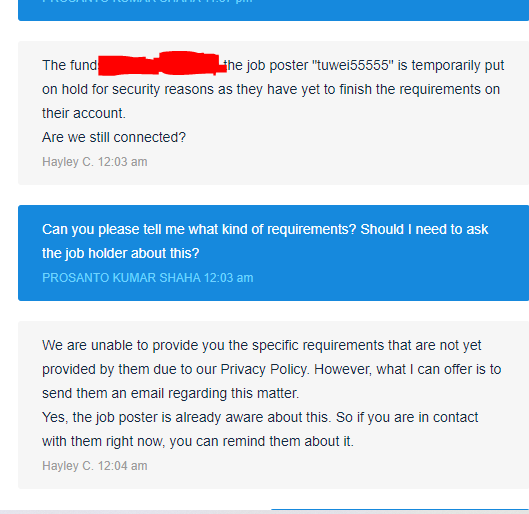 PROSANTO KUMAR SHAHA 11:57 pm
The fund the job poster "tuwei55555" is temporarily put
on hold for security reasons as they have yet to finish the requirements on
their account.
Are we still connected?
Hayley C. 12:03 am
Can you please tell me what kind of requirements? Should I need to ask
the job holder about this?
PROSANTO KUMAR SHAHA 12:03 am
We are unable to provide you the specific requirements that are not yet
provided by them due to our Privacy Policy. However, what I can offer is to
send them an email regarding this matter.
Yes, the job poster is already aware about this. So if you are in contact
with them right now, you can remind them about it.
Hayley C. 12:04 am